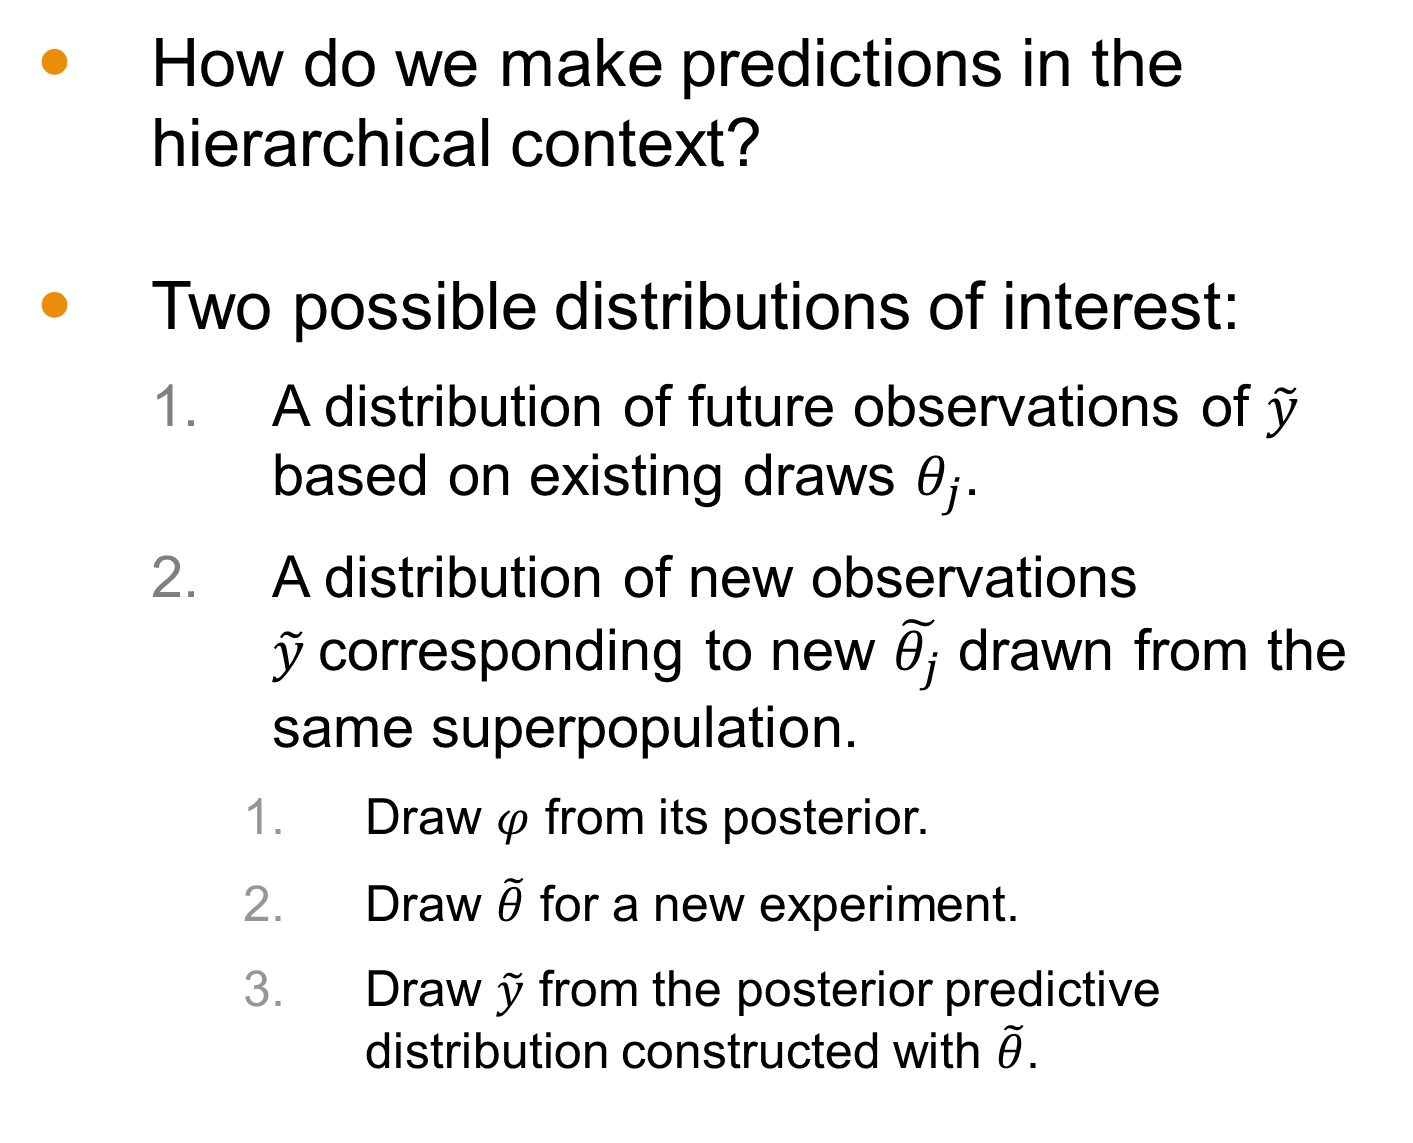 • How do we make predictions in the
hierarchical context?
• Two possible distributions of interest:
1. A distribution of future observations of ỹ
based on existing draws θⱼ.
2. A distribution of new observations
ỹ corresponding to new θ̃ⱼ drawn from the
same superpopulation.
1. Draw φ from its posterior.
2. Draw θ̃ for a new experiment.
3. Draw ỹ from the posterior predictive
distribution constructed with θ̃.